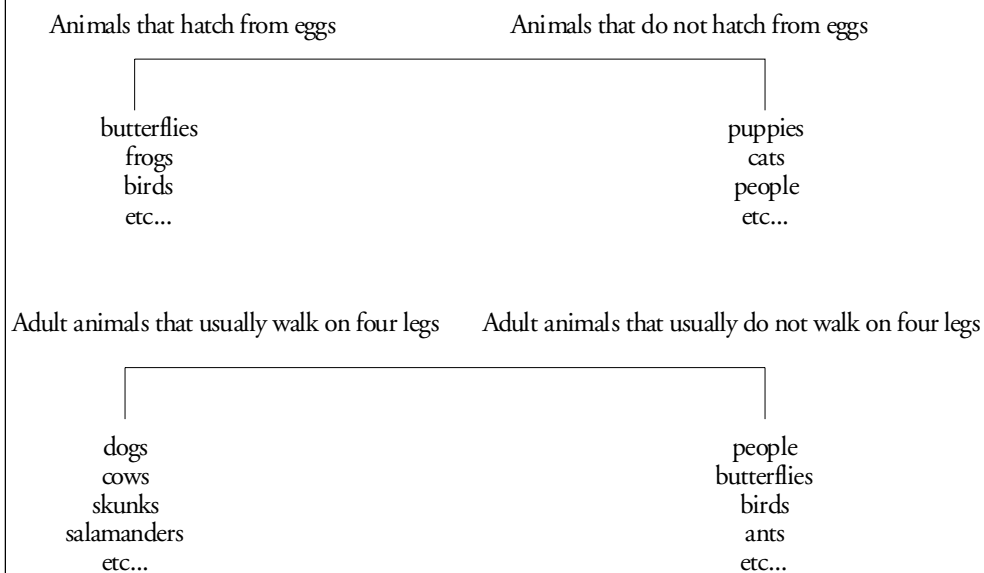 Animals that hatch from eggs
Animals that do not hatch from eggs
butterflies
frogs
birds
etc...
puppies
cats
people
etc...
Adult animals that usually walk on four legs
Adult animals that usually do not walk on four legs
dogs
cows
skunks
salamanders
etc...
people
butterflies
birds
ants
etc...